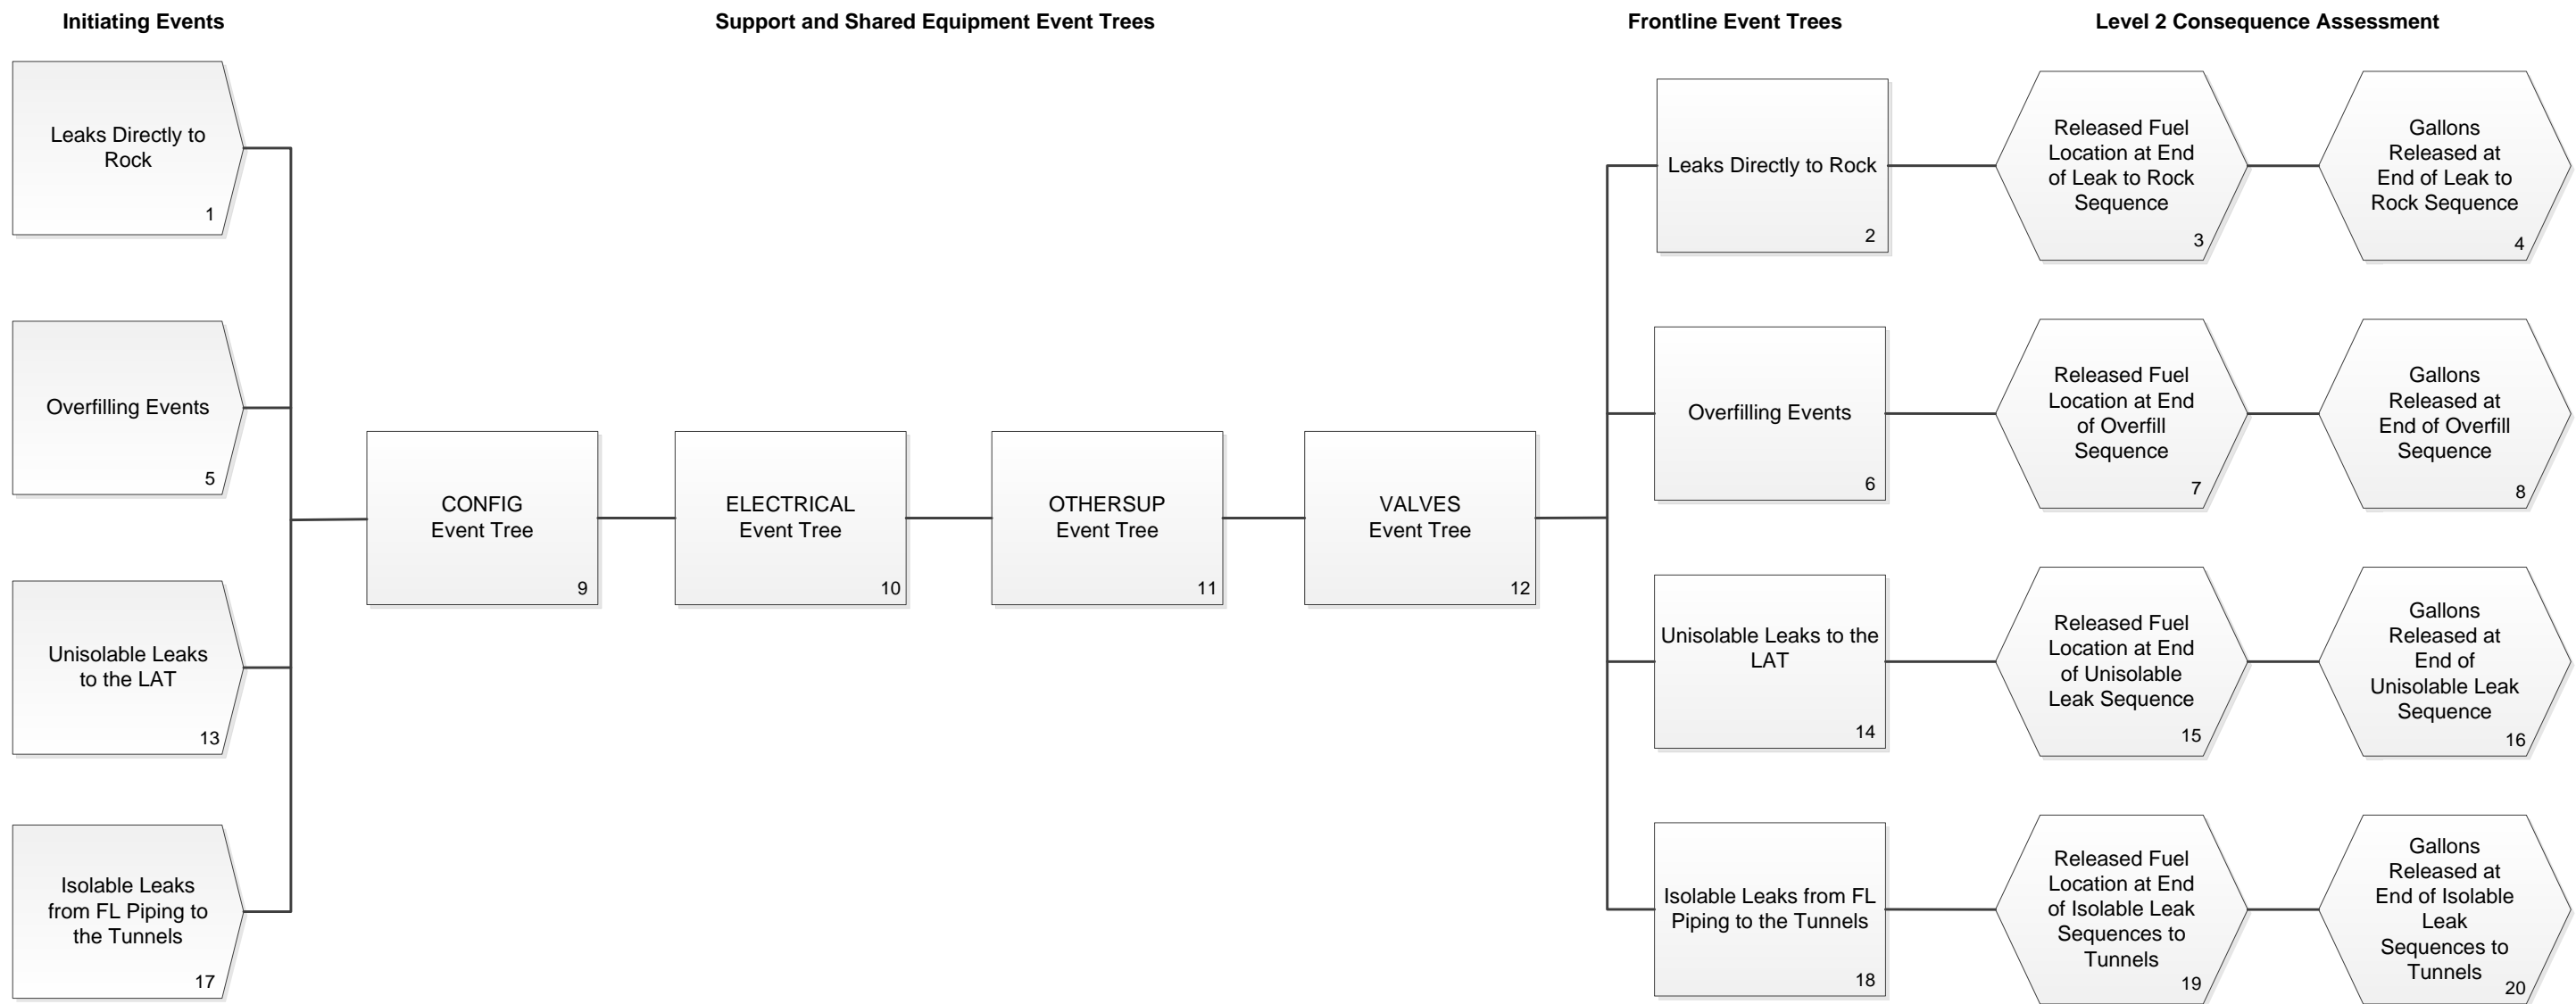 Initiating Events
Support and Shared Equipment Event Trees
Frontline Event Trees
Level 2 Consequence Assessment
Leaks Directly to
Rock
1
Leaks Directly to Rock
2
Released Fuel
Location at End
of Leak to Rock
Sequence
3
Gallons
Released at
End of Leak to
Rock Sequence
4
Overfilling Events
5
Overfilling Events
6
Released Fuel
Location at End
of Overfill
Sequence
7
Gallons
Released at
End of Overfill
Sequence
8
CONFIG
Event Tree
9
ELECTRICAL
Event Tree
10
OTHERSUP
Event Tree
11
VALVES
Event Tree
12
Unisolable Leaks
to the LAT
13
Unisolable Leaks to the
LAT
14
Released Fuel
Location at End
of Unisolable
Leak Sequence
15
Gallons
Released at
End of
Unisolable Leak
Sequence
16
Isolable Leaks
from FL Piping to
the Tunnels
17
Isolable Leaks from FL
Piping to the Tunnels
18
Released Fuel
Location at End
of Isolable Leak
Sequences to
Tunnels
19
Gallons
Released at
End of Isolable
Leak
Sequences to
Tunnels
20